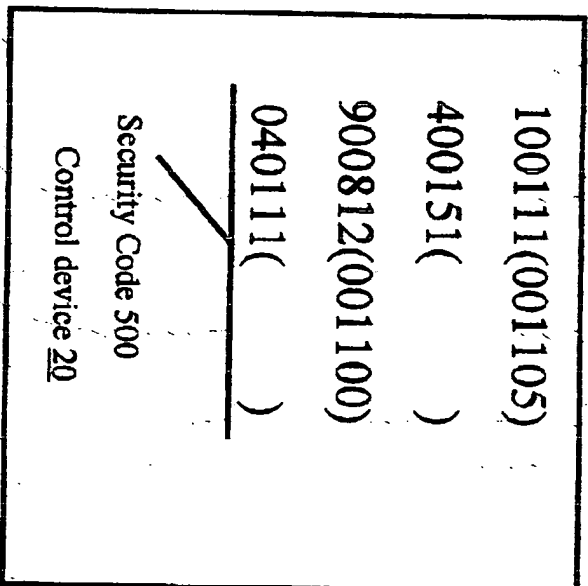 100111(001105)
400151( )
900812(001100)
040111( )
Security Code 500
Control device 20